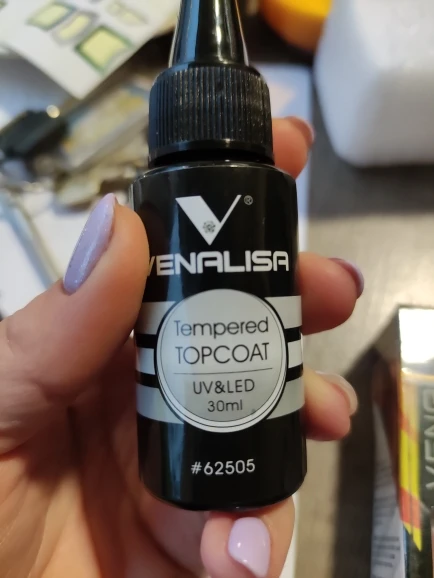 ®
VENALISA
Tempered
TOPCOAT
UV&LED
30ml
#62505